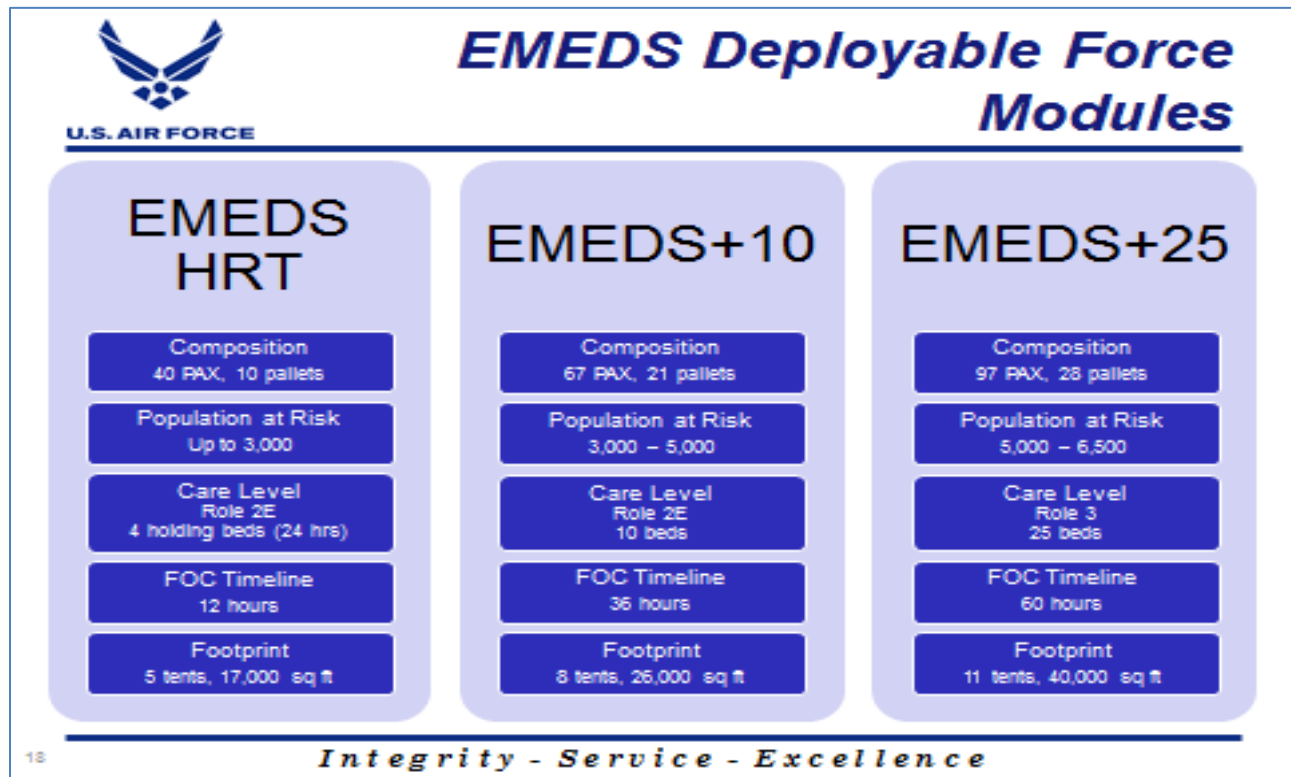 U.S. AIR FORCE
EMEDS Deployable Force
Modules
EMEDS
HRT
Composition
40 PAX, 10 pallets
Population at Risk
Up to 3,000
Care Level
Role 2E
4 holding beds (24 hrs)
FOC Timeline
12 hours
Footprint
5 tents, 17,000 sq ft
EMEDS+10
Composition
67 PAX, 21 pallets
Population at Risk
3,000 – 5,000
Care Level
Role 2E
10 beds
FOC Timeline
36 hours
Footprint
8 tents, 26,000 sq ft
EMEDS+25
Composition
97 PAX, 28 pallets
Population at Risk
5,000 – 6,500
Care Level
Role 3
25 beds
FOC Timeline
60 hours
Footprint
11 tents, 40,000 sq ft
18
Integrity - Service - Excellence